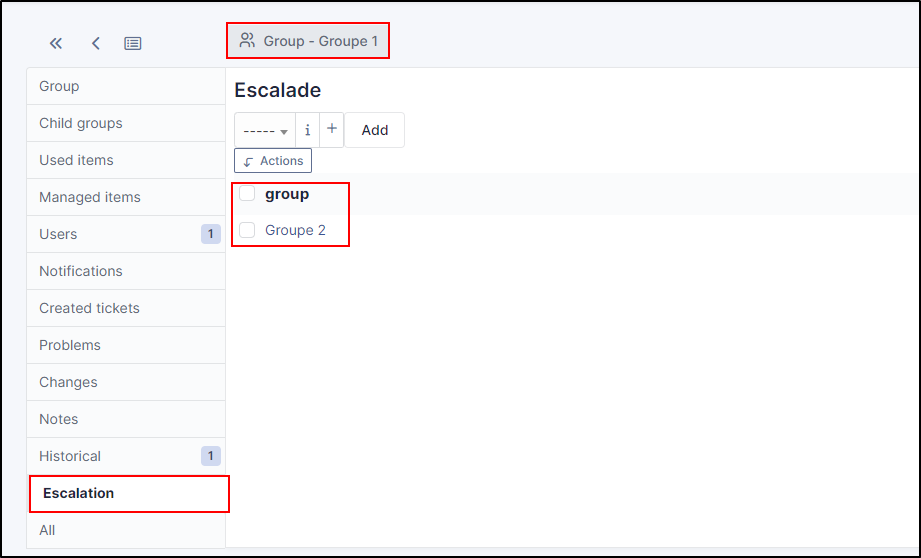 Group - Groupe 1
Group
Child groups
Used items
Managed items
Users 1
Notifications
Created tickets
Problems
Changes
Notes
Historical 1
Escalation
All
Escalade
----- i + Add
Actions
group
Groupe 2